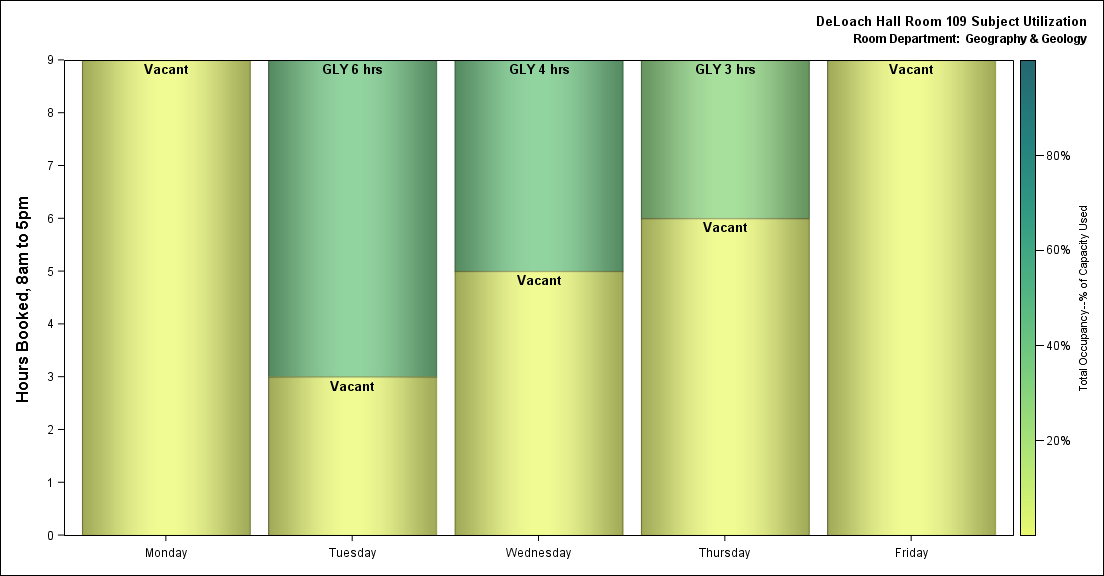 DeLoach Hall Room 109 Subject Utilization
Room Department: Geography & Geology
Hours Booked, 8am to 5pm
9
8
7
6
5
4
3
2
1
0
Vacant
GLY 6 hrs
GLY 4 hrs
GLY 3 hrs
Vacant
Vacant
Vacant
Vacant
Monday
Tuesday
Wednesday
Thursday
Friday
80%
60%
40%
20%
Total Occupancy--% of Capacity Used